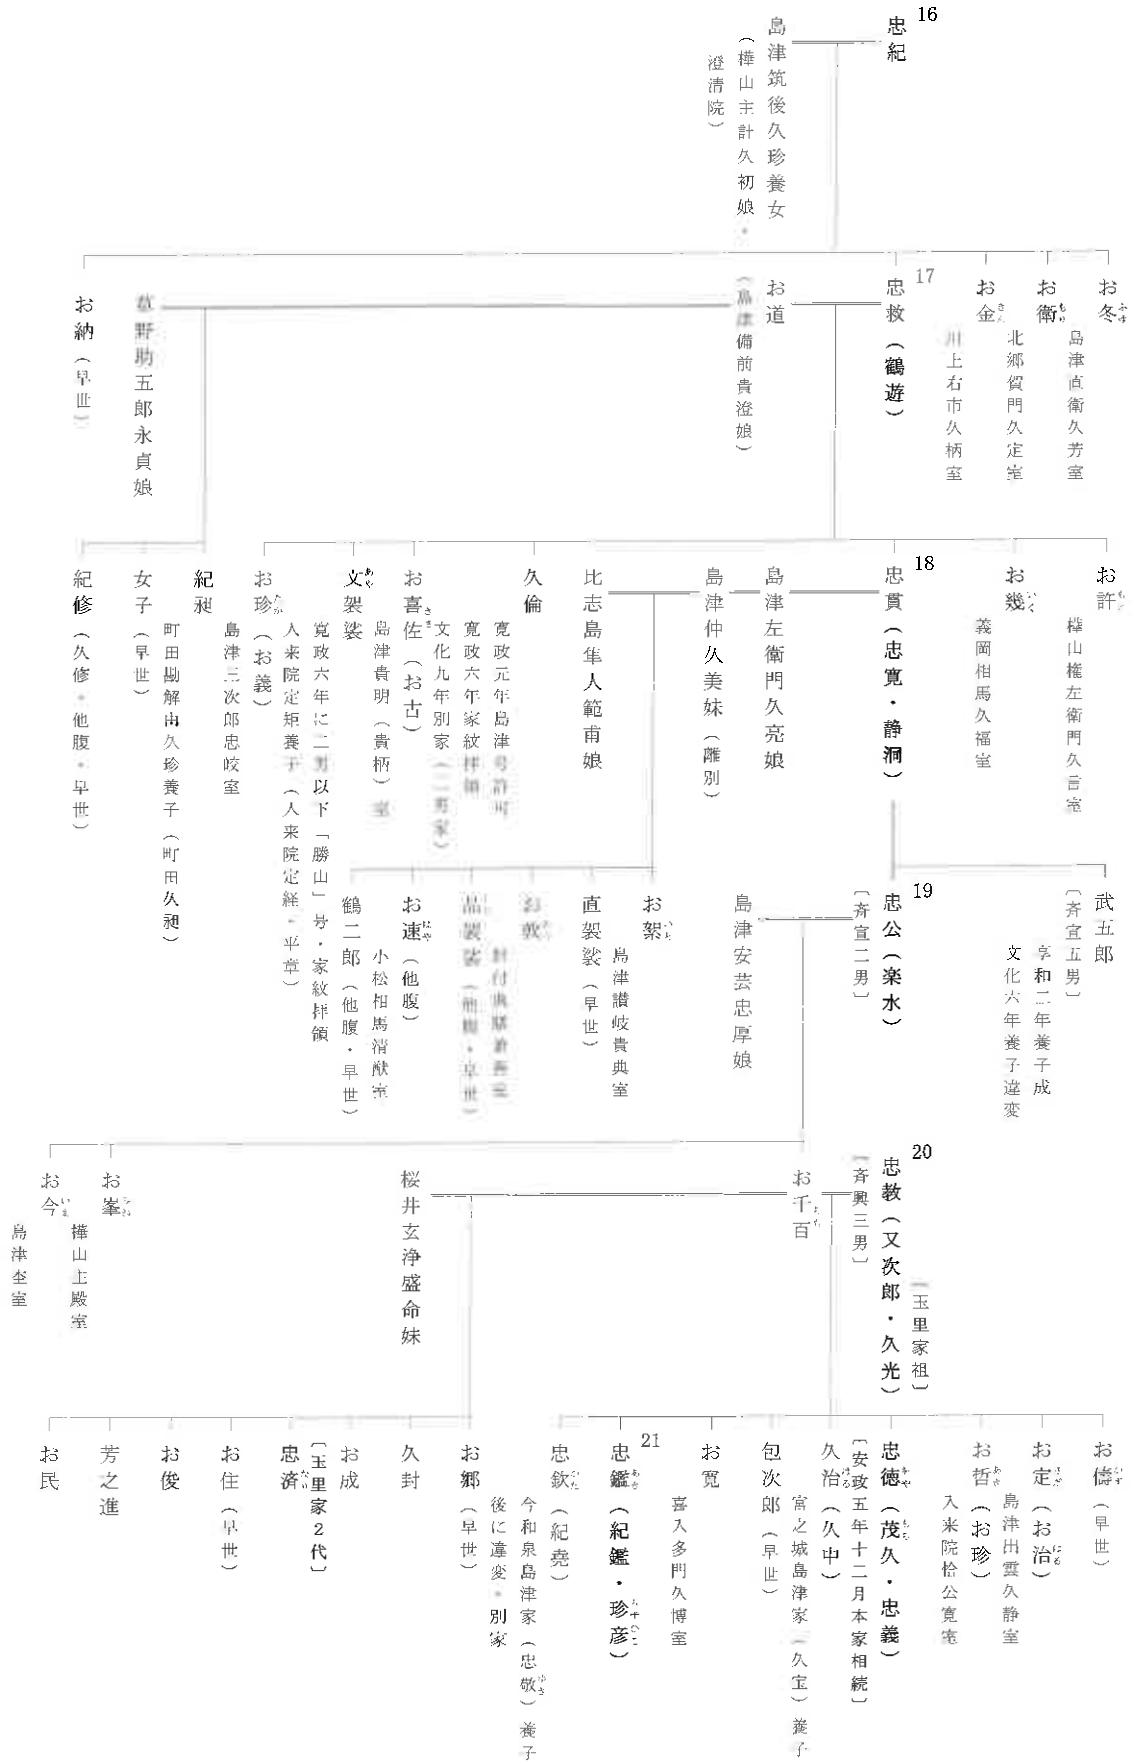 16
忠紀
島津筑後久珍養女
（樺山主計久初娘・
澄清院）
お冬
島津直衛久芳室
お衛
北郷賀門久定室
お金
川上右市久柄室
17
忠救（鶴遊）
お道
（島津備前貴澄娘）
草野助五郎永貞娘
お納（早世）
お許
樺山権左衛門久言室
お幾
義岡相馬久福室
18
忠貫（忠寛・静洞）
島津左衛門久亮娘
島津仲久美妹（離別）
比志島隼人範甫娘
久倫
寛政元年島津号許可
寛政六年家紋拝領
文化九年別家（二男家）
お喜佐（お古）
島津貴明（貴柄）室
文袈裟
寛政六年に二男以下「勝山」号・家紋拝領
入来院定矩養子（入来院定経・平章）
お珍（お義）
島津三次郎忠皎室
紀昶
町田勘解由久珍養子（町田久昶）
女子（早世）
紀修（久修・他腹・早世）
武五郎
［斉宣五男］
享和二年養子成
文化六年養子違変
19
忠公（楽水）
［斉宣二男］
島津安芸忠厚娘
お絮
島津讃岐貴典室
直袈裟（早世）
お敦
品袈裟（他腹・早世）
お速（他腹）
小松相馬清猷室
鶴二郎（他腹・早世）
20
忠教（又次郎・久光）
［玉里家祖］
［斉興三男］
お千百
桜井玄浄盛命妹
お峯
樺山主殿室
お今
島津奎室
お儔（早世）
お定（お治）
島津出雲久静室
お哲（お珍）
入来院怡公寛室
忠徳（茂久・忠義）
［安政五年十二月本家相続］
久治（久中）
宮之城島津家（久宝）養子
包次郎（早世）
お寛
喜入多門久博室
21
忠鑑（紀鑑・珍彦）
忠欽（紀堯）
今和泉島津家（忠敬）養子
後に違変・別家
お郷（早世）
久封
お成
忠済
［玉里家2代］
お住（早世）
お俊
芳之進
お民